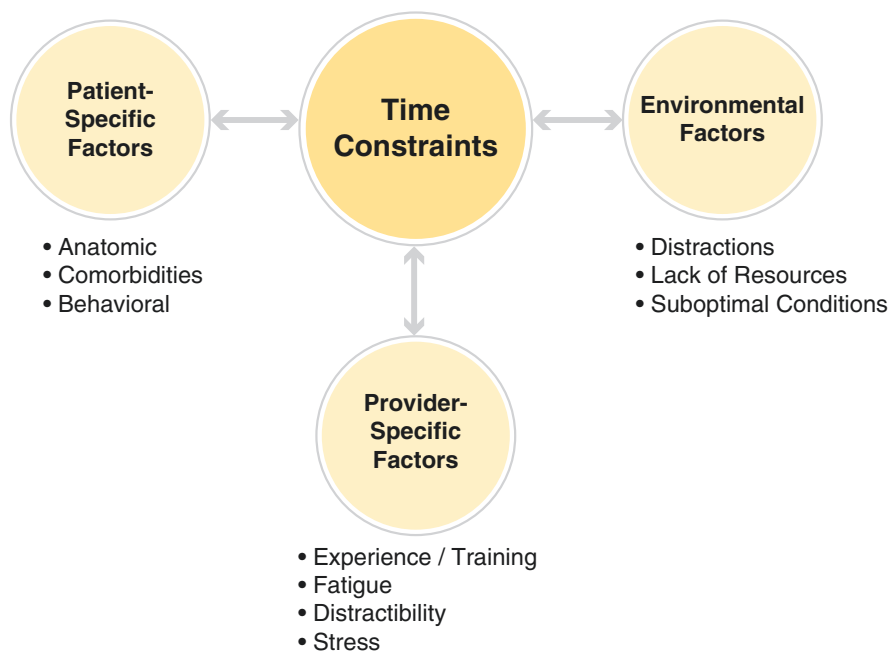 Patient-
Specific
Factors
Time
Constraints
Environmental
Factors
• Anatomic
• Comorbidities
• Behavioral
• Distractions
• Lack of Resources
• Suboptimal Conditions
Provider-
Specific
Factors
• Experience / Training
• Fatigue
• Distractibility
• Stress